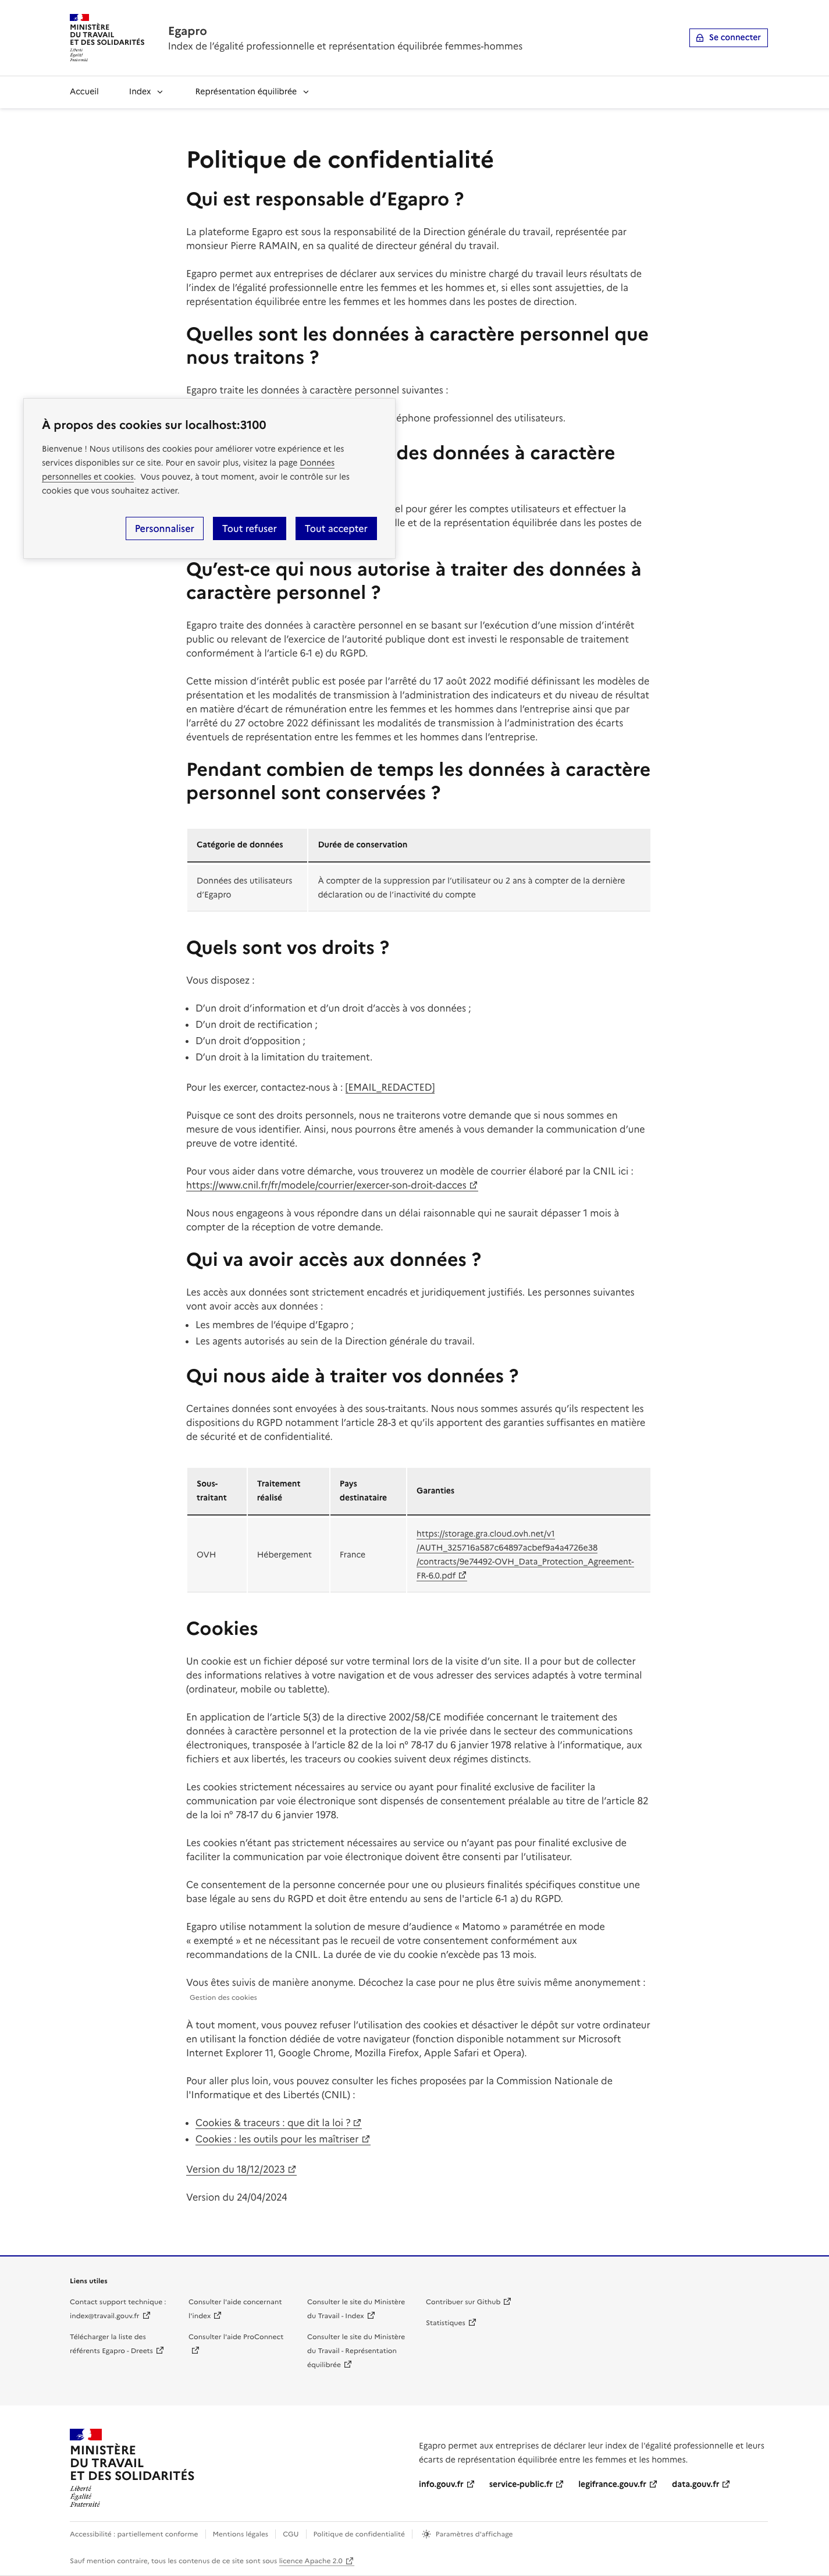 MINISTÈRE
DU TRAVAIL
ET DES SOLIDARITÉS
Liberté
Égalité
Fraternité
Egapro
Index de l’égalité professionnelle et représentation équilibrée femmes-hommes
Se connecter
Accueil
Index
Représentation équilibrée
Politique de confidentialité
Qui est responsable d’Egapro ?
La plateforme Egapro est sous la responsabilité de la Direction générale du travail, représentée par
monsieur Pierre RAMAIN, en sa qualité de directeur général du travail.
Egapro permet aux entreprises de déclarer aux services du ministre chargé du travail leurs résultats de
l’index de l’égalité professionnelle entre les femmes et les hommes et, si elles sont assujetties, de la
représentation équilibrée entre les femmes et les hommes dans les postes de direction.
Quelles sont les données à caractère personnel que
nous traitons ?
Egapro traite les données à caractère personnel suivantes :
éphone professionnel des utilisateurs.
des données à caractère
el pour gérer les comptes utilisateurs et effectuer la
lle et de la représentation équilibrée dans les postes de
À propos des cookies sur localhost:3100
Bienvenue ! Nous utilisons des cookies pour améliorer votre expérience et les
services disponibles sur ce site. Pour en savoir plus, visitez la page Données
personnelles et cookies. Vous pouvez, à tout moment, avoir le contrôle sur les
cookies que vous souhaitez activer.
Personnaliser
Tout refuser
Tout accepter
Qu’est-ce qui nous autorise à traiter des données à
caractère personnel ?
Egapro traite des données à caractère personnel en se basant sur l’exécution d’une mission d’intérêt
public ou relevant de l’exercice de l’autorité publique dont est investi le responsable de traitement
conformément à l’article 6-1 e) du RGPD.
Cette mission d’intérêt public est posée par l’arrêté du 17 août 2022 modifié définissant les modèles de
présentation et les modalités de transmission à l’administration des indicateurs et du niveau de résultat
en matière d’écart de rémunération entre les femmes et les hommes dans l’entreprise ainsi que par
l’arrêté du 27 octobre 2022 définissant les modalités de transmission à l’administration des écarts
éventuels de représentation entre les femmes et les hommes dans l’entreprise.
Pendant combien de temps les données à caractère
personnel sont conservées ?
Catégorie de données
Durée de conservation
Données des utilisateurs
d’Egapro
À compter de la suppression par l’utilisateur ou 2 ans à compter de la dernière
déclaration ou de l’inactivité du compte
Quels sont vos droits ?
Vous disposez :
D’un droit d’information et d’un droit d’accès à vos données ;
D’un droit de rectification ;
D’un droit d’opposition ;
D’un droit à la limitation du traitement.
Pour les exercer, contactez-nous à : [EMAIL_REDACTED]
Puisque ce sont des droits personnels, nous ne traiterons votre demande que si nous sommes en
mesure de vous identifier. Ainsi, nous pourrons être amenés à vous demander la communication d’une
preuve de votre identité.
Pour vous aider dans votre démarche, vous trouverez un modèle de courrier élaboré par la CNIL ici :
https://www.cnil.fr/fr/modele/courrier/exercer-son-droit-dacces
Nous nous engageons à vous répondre dans un délai raisonnable qui ne saurait dépasser 1 mois à
compter de la réception de votre demande.
Qui va avoir accès aux données ?
Les accès aux données sont strictement encadrés et juridiquement justifiés. Les personnes suivantes
vont avoir accès aux données :
Les membres de l’équipe d’Egapro ;
Les agents autorisés au sein de la Direction générale du travail.
Qui nous aide à traiter vos données ?
Certaines données sont envoyées à des sous-traitants. Nous nous sommes assurés qu’ils respectent les
dispositions du RGPD notamment l’article 28-3 et qu’ils apportent des garanties suffisantes en matière
de sécurité et de confidentialité.
Sous-
traitant
Traitement
réalisé
Pays
destinataire
Garanties
OVH
Hébergement
France
https://storage.gra.cloud.ovh.net/v1
/AUTH_325716a587c64897acbef9a4a4726e38
/contracts/9e74492-OVH_Data_Protection_Agreement-
FR-6.0.pdf
Cookies
Un cookie est un fichier déposé sur votre terminal lors de la visite d’un site. Il a pour but de collecter
des informations relatives à votre navigation et de vous adresser des services adaptés à votre terminal
(ordinateur, mobile ou tablette).
En application de l’article 5(3) de la directive 2002/58/CE modifiée concernant le traitement des
données à caractère personnel et la protection de la vie privée dans le secteur des communications
électroniques, transposée à l’article 82 de la loi n° 78-17 du 6 janvier 1978 relative à l’informatique, aux
fichiers et aux libertés, les traceurs ou cookies suivent deux régimes distincts.
Les cookies strictement nécessaires au service ou ayant pour finalité exclusive de faciliter la
communication par voie électronique sont dispensés de consentement préalable au titre de l’article 82
de la loi n° 78-17 du 6 janvier 1978.
Les cookies n’étant pas strictement nécessaires au service ou n’ayant pas pour finalité exclusive de
faciliter la communication par voie électronique doivent être consenti par l’utilisateur.
Ce consentement de la personne concernée pour une ou plusieurs finalités spécifiques constitue une
base légale au sens du RGPD et doit être entendu au sens de l'article 6-1 a) du RGPD.
Egapro utilise notamment la solution de mesure d’audience « Matomo » paramétrée en mode
« exempté » et ne nécessitant pas le recueil de votre consentement conformément aux
recommandations de la CNIL. La durée de vie du cookie n’excède pas 13 mois.
Vous êtes suivis de manière anonyme. Décochez la case pour ne plus être suivis même anonymement :
Gestion des cookies
À tout moment, vous pouvez refuser l’utilisation des cookies et désactiver le dépôt sur votre ordinateur
en utilisant la fonction dédiée de votre navigateur (fonction disponible notamment sur Microsoft
Internet Explorer 11, Google Chrome, Mozilla Firefox, Apple Safari et Opera).
Pour aller plus loin, vous pouvez consulter les fiches proposées par la Commission Nationale de
l'Informatique et des Libertés (CNIL) :
Cookies & traceurs : que dit la loi ?
Cookies : les outils pour les maîtriser
Version du 18/12/2023
Version du 24/04/2024
Liens utiles
Contact support technique :
index@travail.gouv.fr
Télécharger la liste des
référents Egapro - Dreets
Consulter l'aide concernant
l'index
Consulter l'aide ProConnect
Consulter le site du Ministère
du Travail - Index
Consulter le site du Ministère
du Travail - Représentation
équilibrée
Contribuer sur Github
Statistiques
MINISTÈRE
DU TRAVAIL
ET DES SOLIDARITÉS
Liberté
Égalité
Fraternité
Egapro permet aux entreprises de déclarer leur index de l’égalité professionnelle et leurs
écarts de représentation équilibrée entre les femmes et les hommes.
info.gouv.fr
service-public.fr
legifrance.gouv.fr
data.gouv.fr
Accessibilité : partiellement conforme
Mentions légales
CGU
Politique de confidentialité
Paramètres d’affichage
Sauf mention contraire, tous les contenus de ce site sont sous licence Apache 2.0